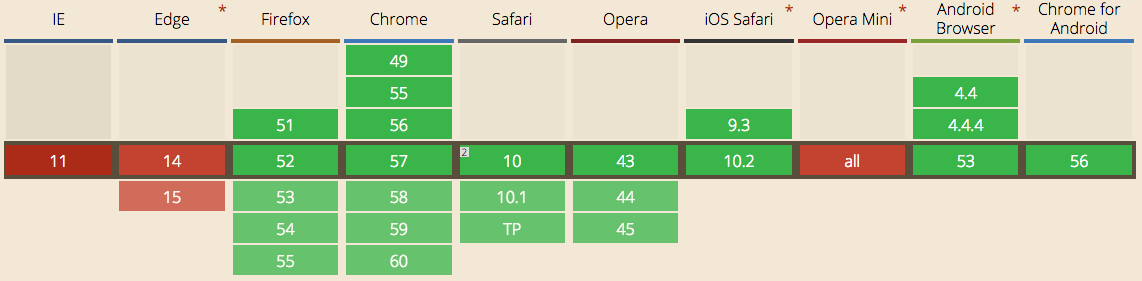 IE Edge * Firefox Chrome Safari Opera iOS Safari * Opera Mini * Android Browser * Chrome for Android
49
55 4.4
51 56 9.3 4.4.4
11 14 52 57 2 10 43 10.2 all 53 56
15 53 58 10.1 44
54 59 TP 45
55 60